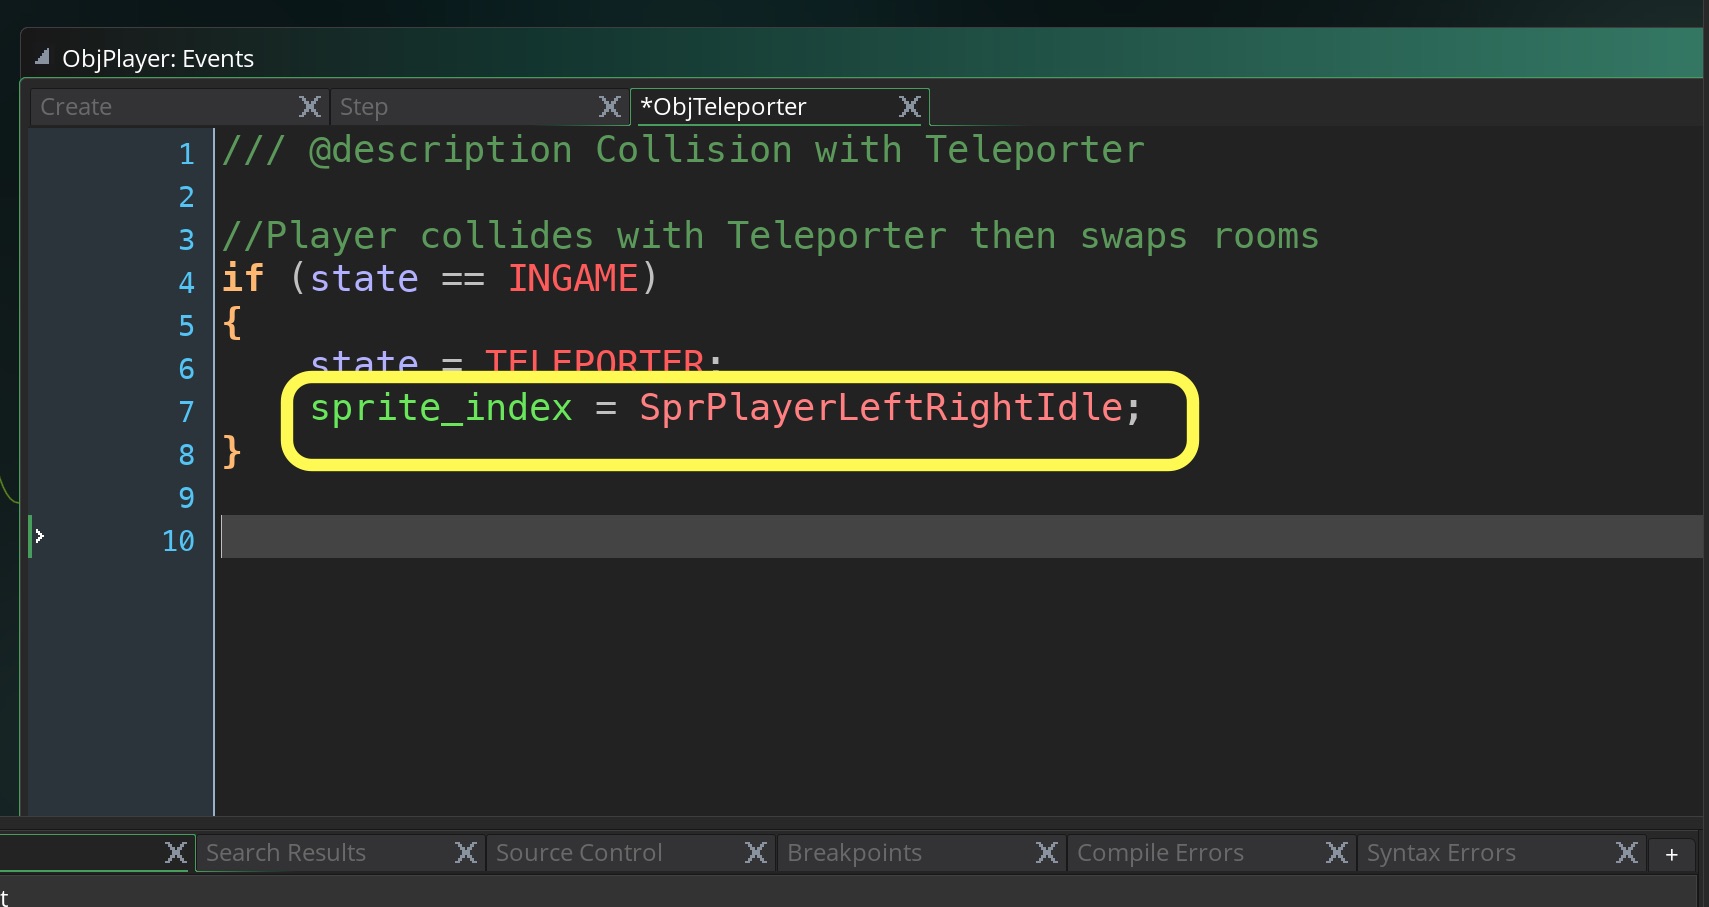 ObjPlayer: Events
Create
Step
*ObjTeleporter
1 /// @description Collision with Teleporter
2
3 //Player collides with Teleporter then swaps rooms
4 if (state == INGAME)
5 {
6 state = TELEPORTER;
7 sprite_index = SprPlayerLeftRightIdle;
8 }
9
10
Search Results
Source Control
Breakpoints
Compile Errors
Syntax Errors
+
t